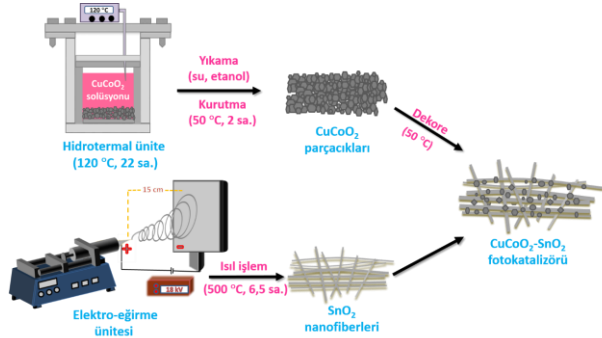 120 °C
CuCoO₂
solüsyonu
Hidrotermal ünite
(120 °C, 22 sa.)
Yıkama
(su, etanol)
Kurutma
(50 °C, 2 sa.)
CuCoO₂
parçacıkları
Dekore
(50 °C)
CuCoO₂-SnO₂
fotokatalizörü
15 cm
+
-
18 kV
Elektro-eğirme
ünitesi
Isıl işlem
(500 °C, 6,5 sa.)
SnO₂
nanofiberleri